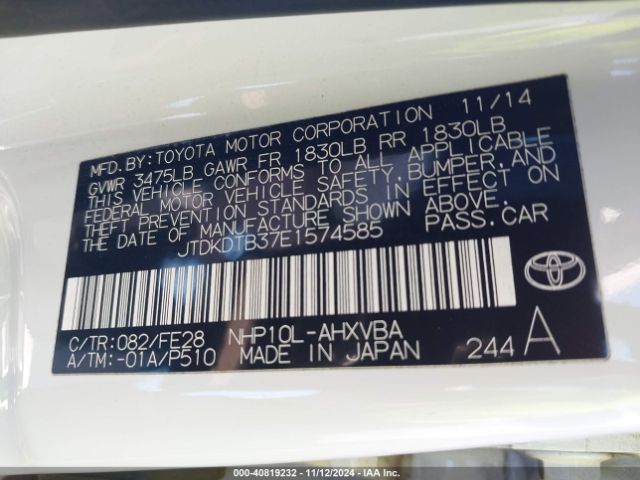 MFD.BY:TOYOTA MOTOR CORPORATION 11/14
GVWR 3475LB GAWR FR 1830LB RR 1830LB
THIS VEHICLE CONFORMS TO ALL APPLICABLE
FEDERAL MOTOR VEHICLE SAFETY,BUMPER,AND
THEFT PREVENTION STANDARDS IN EFFECT ON
THE DATE OF MANUFACTURE SHOWN ABOVE.
JTDKDTB37E1574585 PASS.CAR
C/TR:082/FE28 NHP10L-AHXVBA
A/TM:-01A/P510 MADE IN JAPAN 244 A
000-40819232 - 11/12/2024 - IAA Inc.